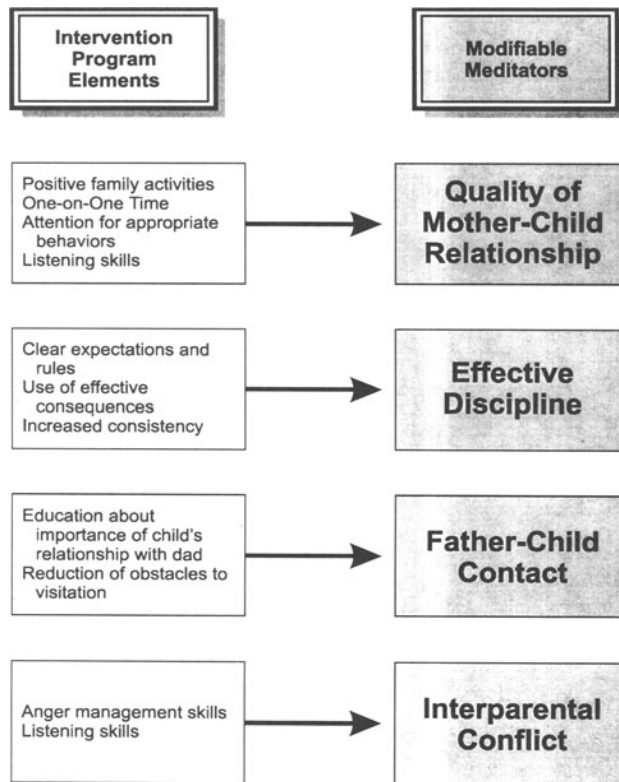 Intervention
Program
Elements
Modifiable
Meditators
Positive family activities
One-on-One Time
Attention for appropriate
behaviors
Listening skills
Quality of
Mother-Child
Relationship
Clear expectations and
rules
Use of effective
consequences
Increased consistency
Effective
Discipline
Education about
importance of child's
relationship with dad
Reduction of obstacles to
visitation
Father-Child
Contact
Anger management skills
Listening skills
Interparental
Conflict